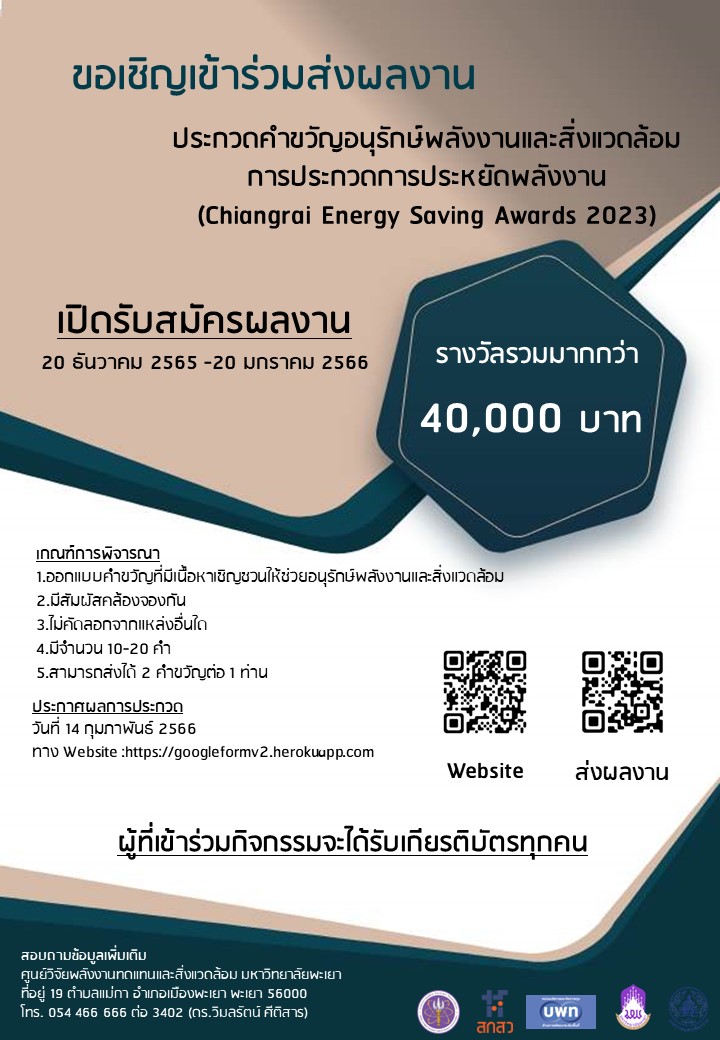 ขอเชิญเข้าร่วมส่งผลงาน
ประกวดคำขวัญอนุรักษ์พลังงานและสิ่งแวดล้อม
การประกวดการประหยัดพลังงาน
(Chiangrai Energy Saving Awards 2023)
เปิดรับสมัครผลงาน
20 ธันวาคม 2565 -20 มกราคม 2566
รางวัลรวมมากกว่า
40,000 บาท
เกณฑ์การพิจารณา
1.ออกแบบคำขวัญที่มีเนื้อหาเชิญชวนให้ช่วยอนุรักษ์พลังงานและสิ่งแวดล้อม
2.มีสัมผัสคล้องจองกัน
3.ไม่คัดลอกจากแหล่งอื่นใด
4.มีจำนวน 10-20 คำ
5.สามารถส่งได้ 2 คำขวัญต่อ 1 ท่าน
ประกาศผลการประกวด
วันที่ 14 กุมภาพันธ์ 2566
ทาง Website :https://googleformv2.herokuapp.com
Website
ส่งผลงาน
ผู้ที่เข้าร่วมกิจกรรมจะได้รับเกียรติบัตรทุกคน
สอบถามข้อมูลเพิ่มเติม
ศูนย์วิจัยพลังงานทดแทนและสิ่งแวดล้อม มหาวิทยาลัยพะเยา
ที่อยู่ 19 ตำบลแม่กา อำเภอเมืองพะเยา พะเยา 56000
โทร. 054 466 666 ต่อ 3402 (ดร.วิมลรัตน์ ศีติสาร)
สกสว
บพท